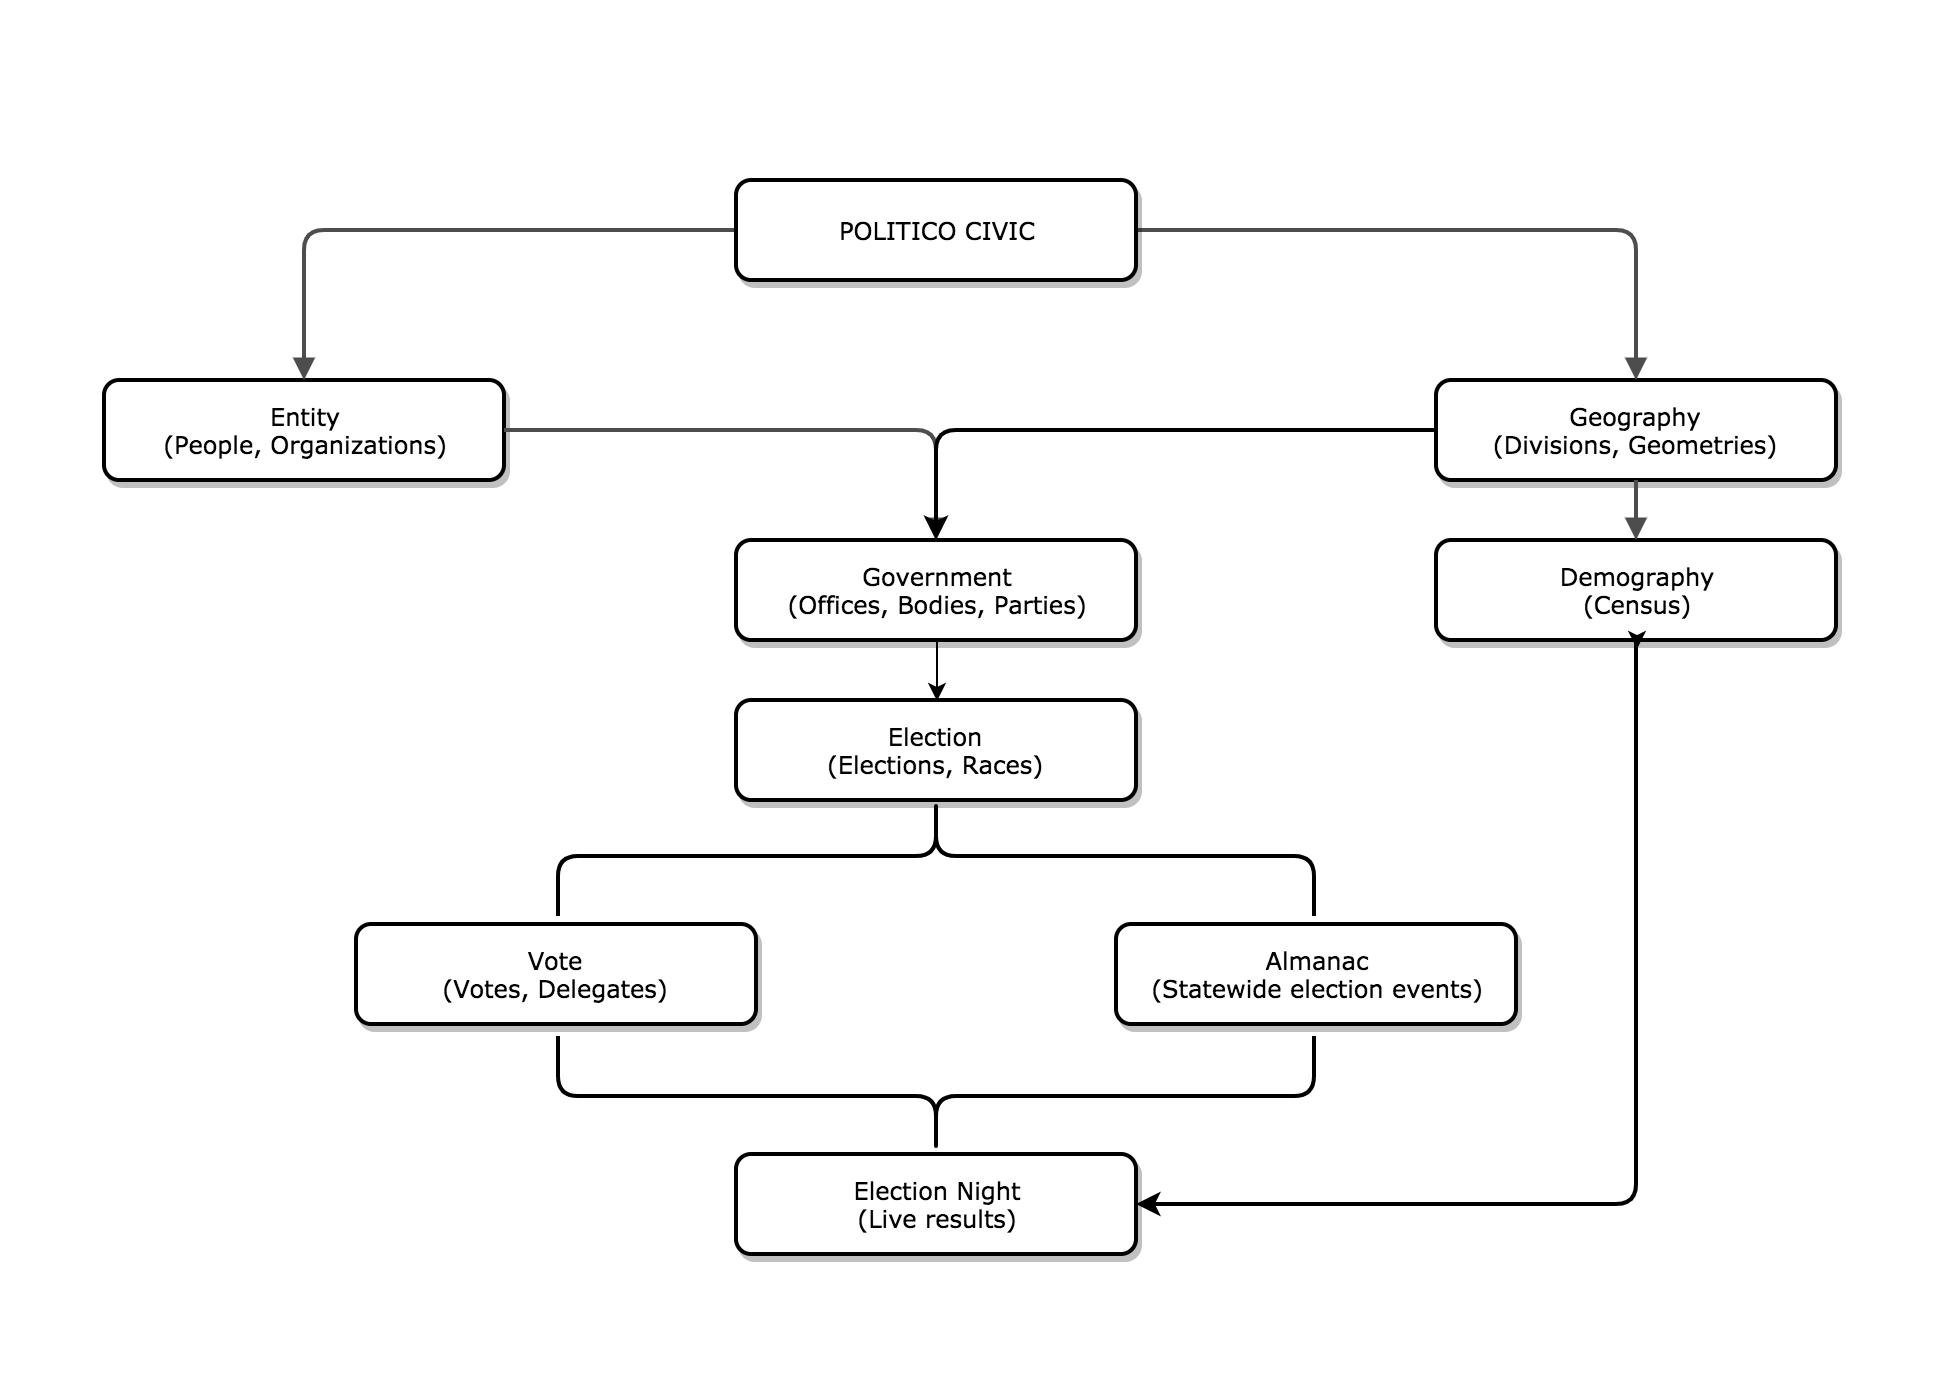 POLITICO CIVIC
Entity
(People, Organizations)
Geography
(Divisions, Geometries)
Government
(Offices, Bodies, Parties)
Demography
(Census)
Election
(Elections, Races)
Vote
(Votes, Delegates)
Almanac
(Statewide election events)
Election Night
(Live results)